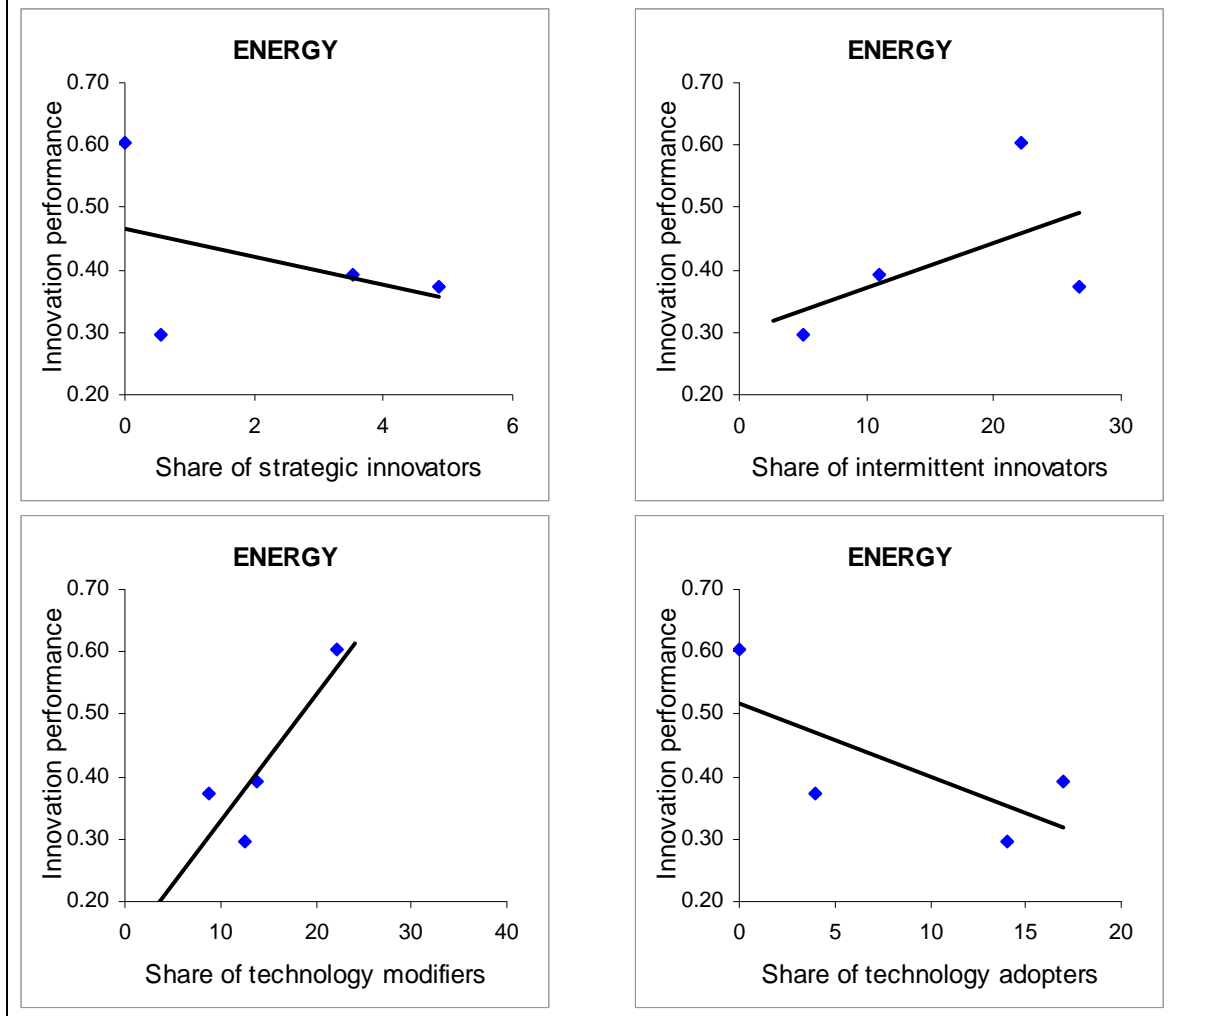 ENERGY
Innovation performance
0.70
0.60
0.50
0.40
0.30
0.20
0 2 4 6
Share of strategic innovators
ENERGY
Innovation performance
0.70
0.60
0.50
0.40
0.30
0.20
0 10 20 30
Share of intermittent innovators
ENERGY
Innovation performance
0.70
0.60
0.50
0.40
0.30
0.20
0 10 20 30 40
Share of technology modifiers
ENERGY
Innovation performance
0.70
0.60
0.50
0.40
0.30
0.20
0 5 10 15 20
Share of technology adopters